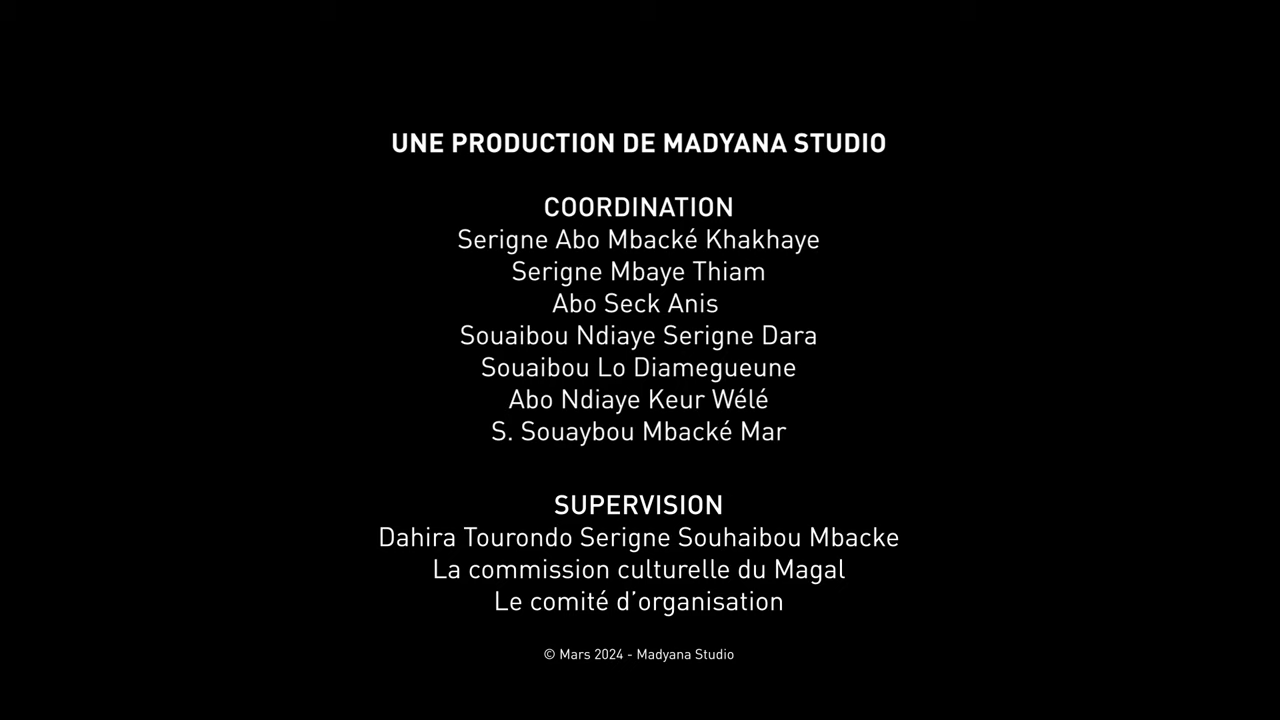 UNE PRODUCTION DE MADYANA STUDIO
COORDINATION
Serigne Abo Mbacké Khakhaye
Serigne Mbaye Thiam
Abo Seck Anis
Souaibou Ndiaye Serigne Dara
Souaibou Lo Diamegueune
Abo Ndiaye Keur Wélé
S. Souaybou Mbacké Mar
SUPERVISION
Dahira Tourondo Serigne Souhaibou Mbacke
La commission culturelle du Magal
Le comité d’organisation
© Mars 2024 - Madyana Studio